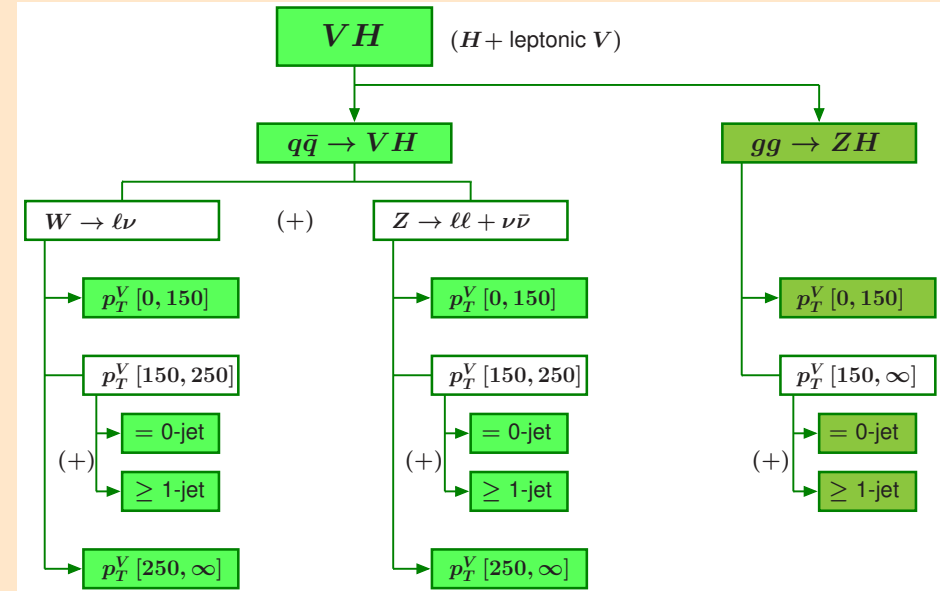 VH (H + leptonic V)
qq̄ → VH gg → ZH
W → ℓν (+) Z → ℓℓ + νν̄
p_T^V [0, 150] p_T^V [0, 150] p_T^V [0, 150]
p_T^V [150, 250] p_T^V [150, 250] p_T^V [150, ∞]
= 0-jet = 0-jet = 0-jet
(+) (+) (+)
≥ 1-jet ≥ 1-jet ≥ 1-jet
p_T^V [250, ∞] p_T^V [250, ∞]